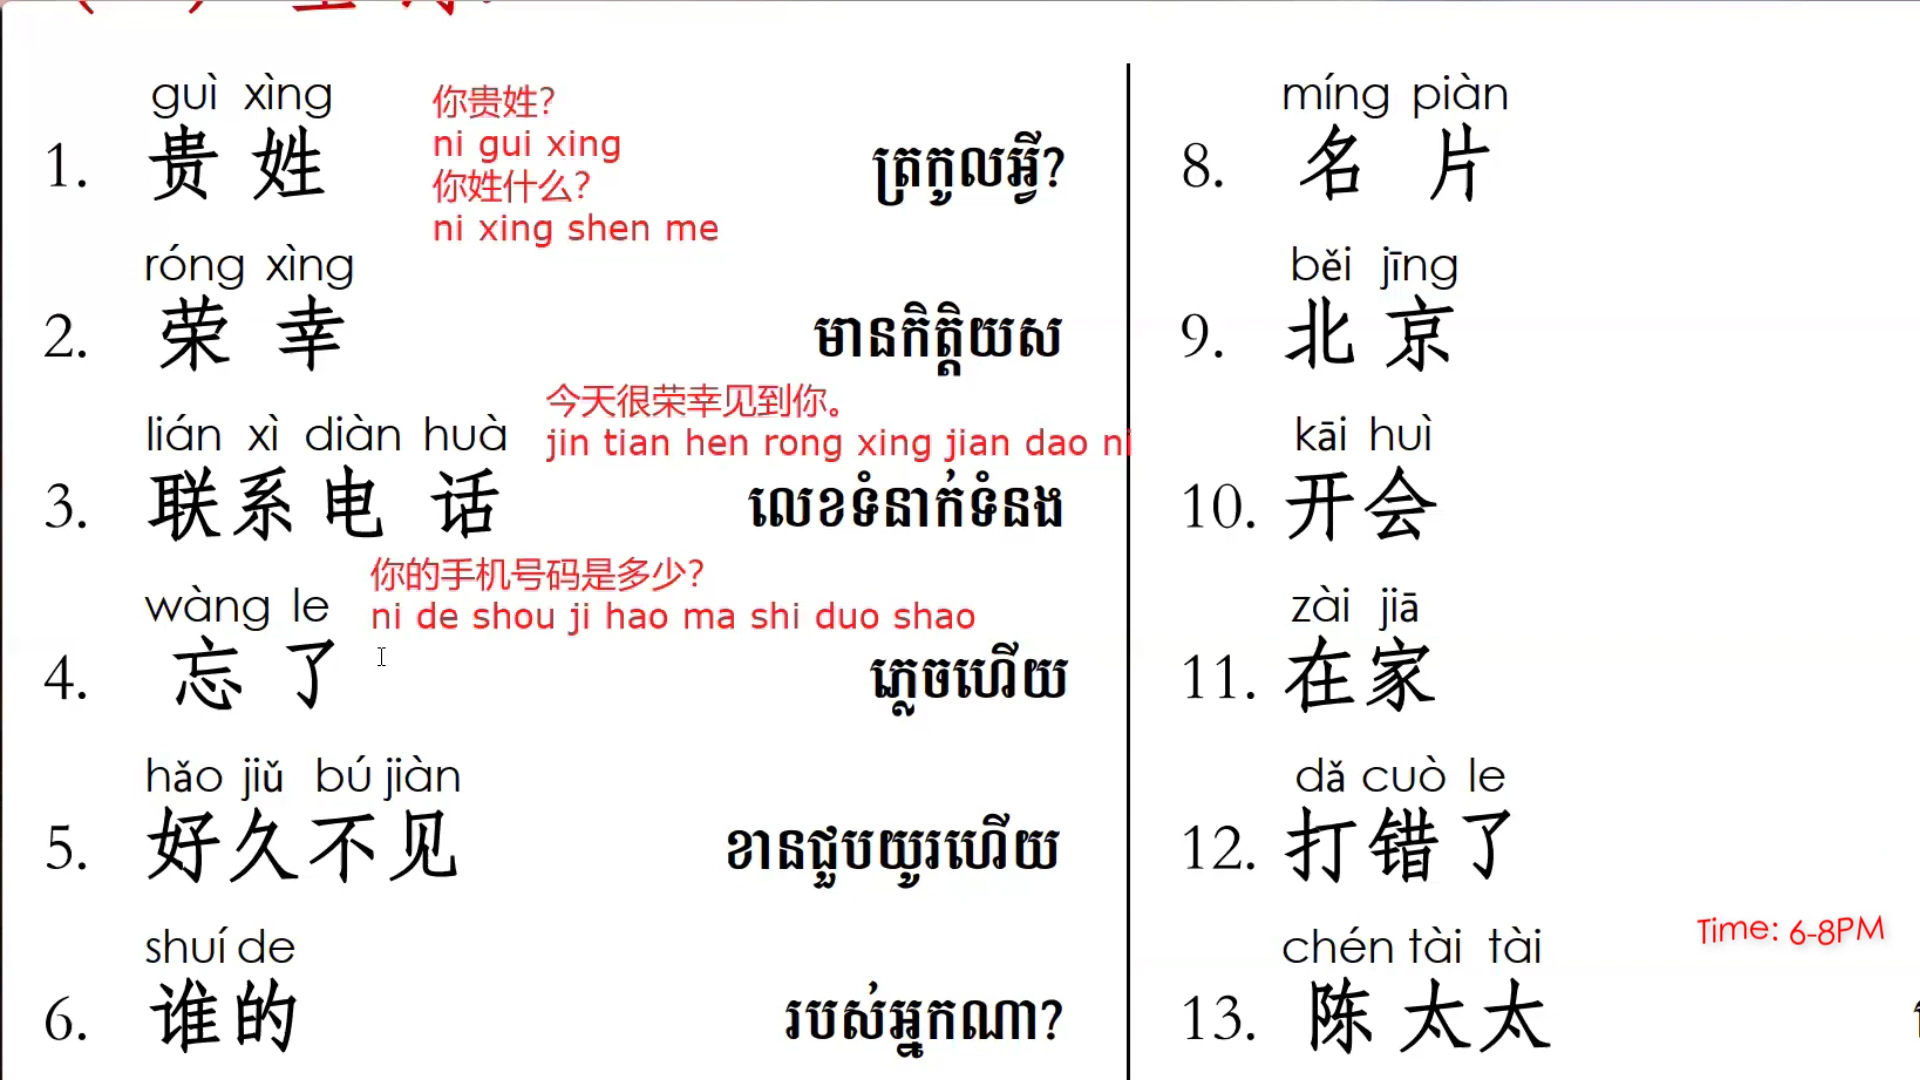 guì xìng
1. 贵 姓
你贵姓?
ni gui xing
你姓什么?
ni xing shen me
ត្រកូលអ្វី?
róng xìng
2. 荣 幸
មានកិត្តិយស
今天很荣幸见到你。
jin tian hen rong xing jian dao ni
lián xì diàn huà
3. 联系电 话
លេខទំនាក់ទំនង
你的手机号码是多少?
ni de shou ji hao ma shi duo shao
wàng le
4. 忘 了
ភ្លេចហើយ
hǎo jiǔ bú jiàn
5. 好久不见
ខានជួបយូរហើយ
shuí de
6. 谁的
របស់អ្នកណា?
míng piàn
8. 名 片
běi jīng
9. 北 京
kāi huì
10. 开会
zài jiā
11. 在家
dǎ cuò le
12. 打错了
chén tài tài
13. 陈 太太
Time: 6-8PM